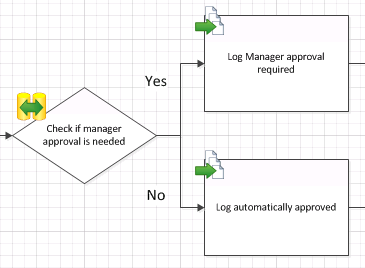 Log Manager approval
required
Yes
Check if manager
approval is needed
No
Log automatically approved